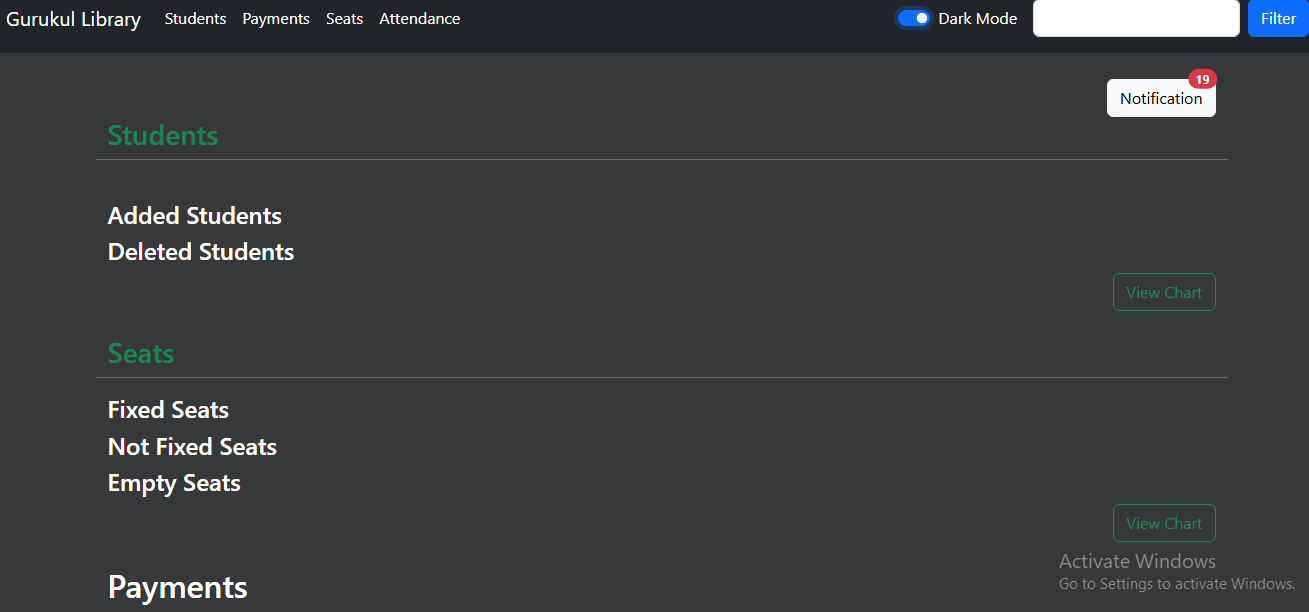 Gurukul Library Students Payments Seats Attendance Dark Mode Filter
19
Notification
Students
Added Students
Deleted Students
View Chart
Seats
Fixed Seats
Not Fixed Seats
Empty Seats
View Chart
Activate Windows
Go to Settings to activate Windows.
Payments